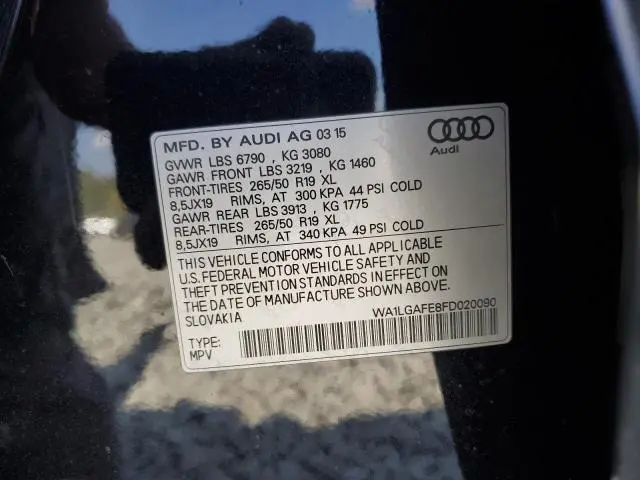 MFD. BY AUDI AG 03 15
GVWR LBS 6790 , KG 3080
GAWR FRONT LBS 3219 , KG 1460
FRONT-TIRES 265/50 R19 XL
8,5JX19 RIMS, AT 300 KPA 44 PSI COLD
GAWR REAR LBS 3913 , KG 1775
REAR-TIRES 265/50 R19 XL
8,5JX19 RIMS, AT 340 KPA 49 PSI COLD
Audi
THIS VEHICLE CONFORMS TO ALL APPLICABLE
U.S. FEDERAL MOTOR VEHICLE SAFETY AND
THEFT PREVENTION STANDARDS IN EFFECT ON
THE DATE OF MANUFACTURE SHOWN ABOVE.
SLOVAKIA
WA1LGAFE8FD020090
TYPE:
MPV